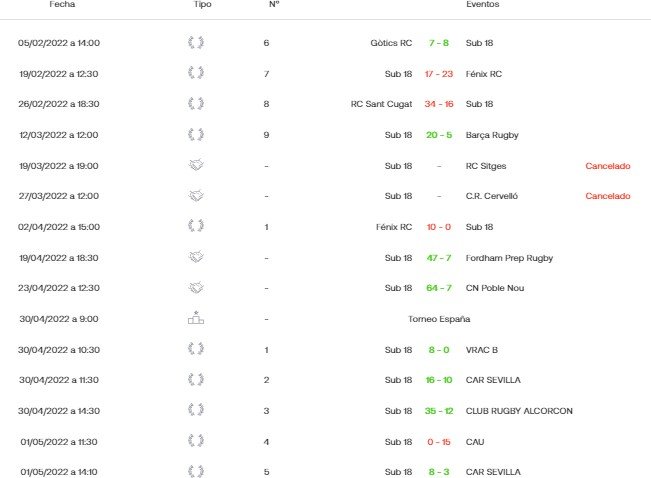 Fecha Tipo Nº Eventos
05/02/2022 a 14:00 6 Gòtics RC 7 - 8 Sub 18
19/02/2022 a 12:30 7 Sub 18 17 - 23 Fénix RC
26/02/2022 a 18:30 8 RC Sant Cugat 34 - 16 Sub 18
12/03/2022 a 12:00 9 Sub 18 20 - 5 Barça Rugby
19/03/2022 a 19:00 - Sub 18 - RC Sitges Cancelado
27/03/2022 a 12:00 - Sub 18 - C.R. Cervelló Cancelado
02/04/2022 a 15:00 1 Fénix RC 10 - 0 Sub 18
19/04/2022 a 18:30 - Sub 18 47 - 7 Fordham Prep Rugby
23/04/2022 a 12:30 - Sub 18 64 - 7 CN Poble Nou
30/04/2022 a 9:00 - Torneo España
30/04/2022 a 10:30 1 Sub 18 8 - 0 VRAC B
30/04/2022 a 11:30 2 Sub 18 16 - 10 CAR SEVILLA
30/04/2022 a 14:30 3 Sub 18 35 - 12 CLUB RUGBY ALCORCON
01/05/2022 a 11:30 4 Sub 18 0 - 15 CAU
01/05/2022 a 14:10 5 Sub 18 8 - 3 CAR SEVILLA